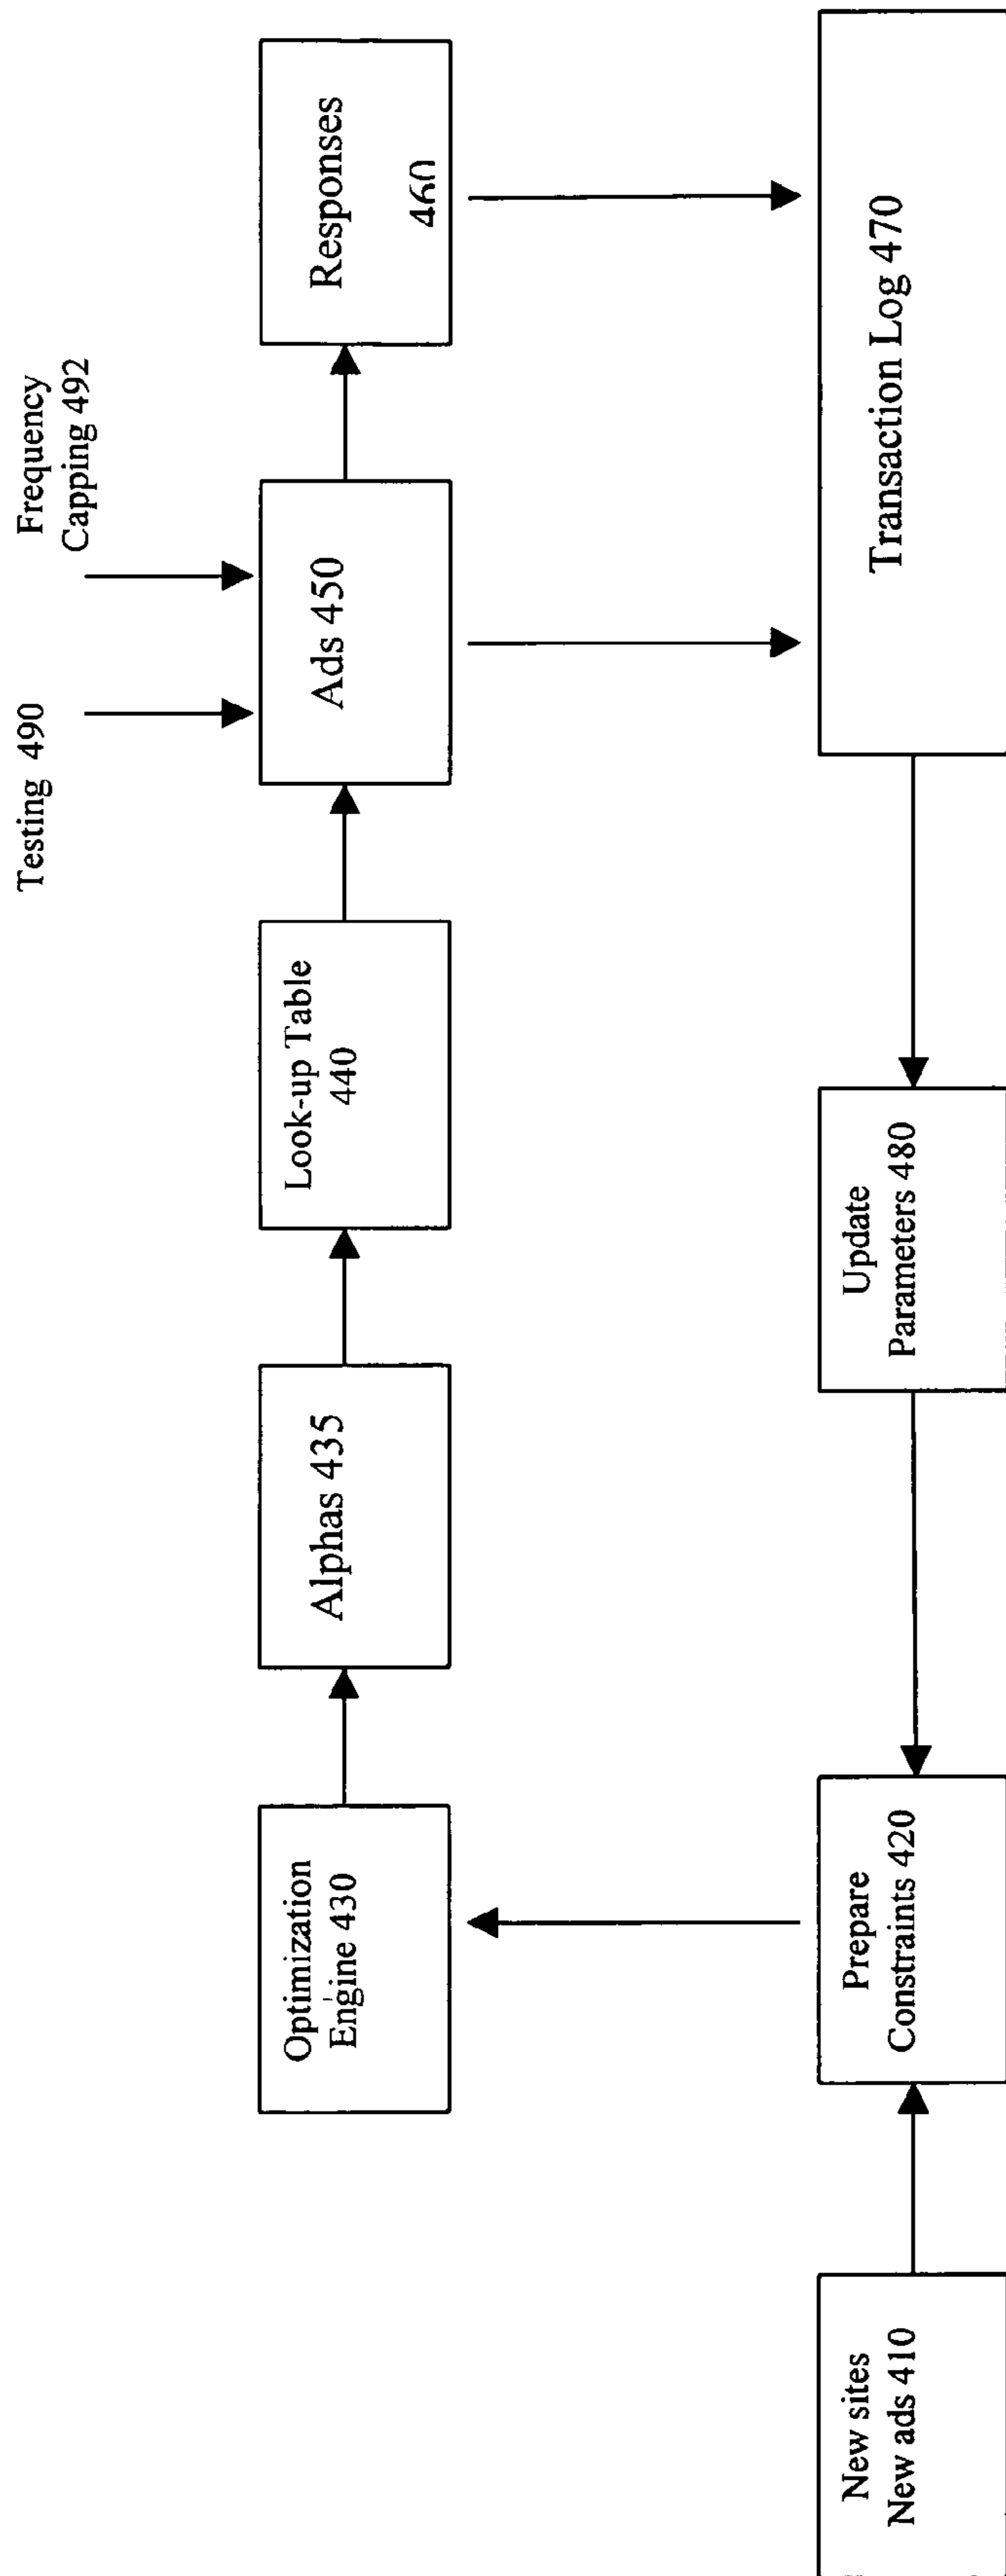 Testing 490
Frequency
Capping 492
Optimization
Engine 430
Alphas 435
Look-up Table
440
Ads 450
Responses
460
New sites
New ads 410
Prepare
Constraints 420
Update
Parameters 480
Transaction Log 470